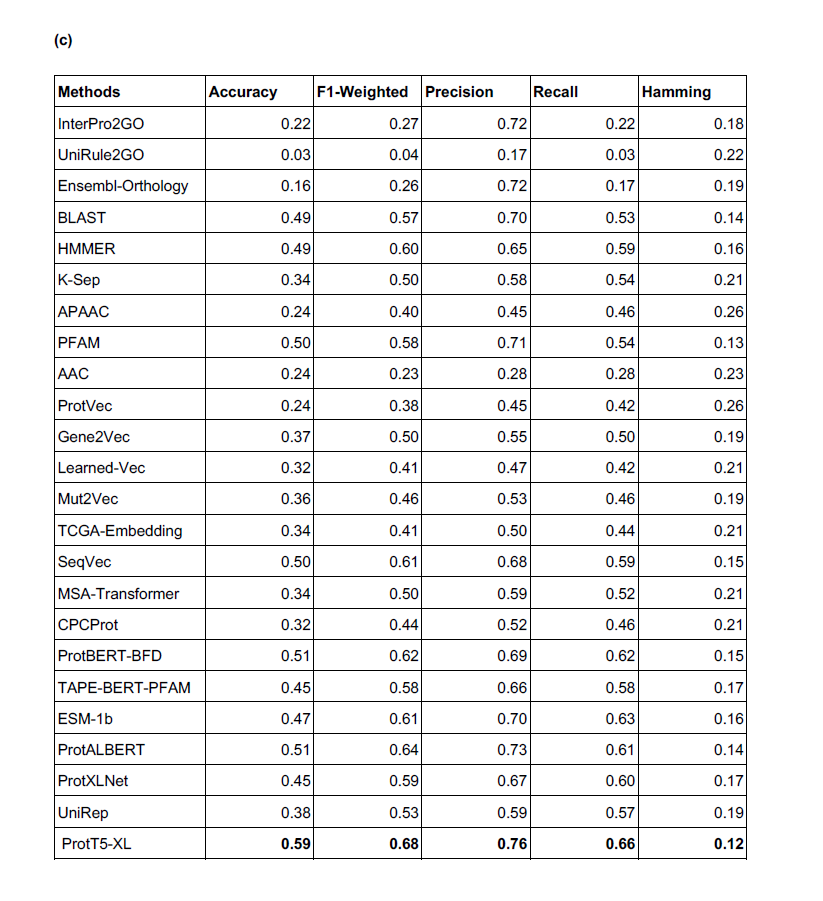 (c)
Methods Accuracy F1-Weighted Precision Recall Hamming
InterPro2GO 0.22 0.27 0.72 0.22 0.18
UniRule2GO 0.03 0.04 0.17 0.03 0.22
Ensembl-Orthology 0.16 0.26 0.72 0.17 0.19
BLAST 0.49 0.57 0.70 0.53 0.14
HMMER 0.49 0.60 0.65 0.59 0.16
K-Sep 0.34 0.50 0.58 0.54 0.21
APAAC 0.24 0.40 0.45 0.46 0.26
PFAM 0.50 0.58 0.71 0.54 0.13
AAC 0.24 0.23 0.28 0.28 0.23
ProtVec 0.24 0.38 0.45 0.42 0.26
Gene2Vec 0.37 0.50 0.55 0.50 0.19
Learned-Vec 0.32 0.41 0.47 0.42 0.21
Mut2Vec 0.36 0.46 0.53 0.46 0.19
TCGA-Embedding 0.34 0.41 0.50 0.44 0.21
SeqVec 0.50 0.61 0.68 0.59 0.15
MSA-Transformer 0.34 0.50 0.59 0.52 0.21
CPCProt 0.32 0.44 0.52 0.46 0.21
ProtBERT-BFD 0.51 0.62 0.69 0.62 0.15
TAPE-BERT-PFAM 0.45 0.58 0.66 0.58 0.17
ESM-1b 0.47 0.61 0.70 0.63 0.16
ProtALBERT 0.51 0.64 0.73 0.61 0.14
ProtXLNet 0.45 0.59 0.67 0.60 0.17
UniRep 0.38 0.53 0.59 0.57 0.19
ProtT5-XL 0.59 0.68 0.76 0.66 0.12